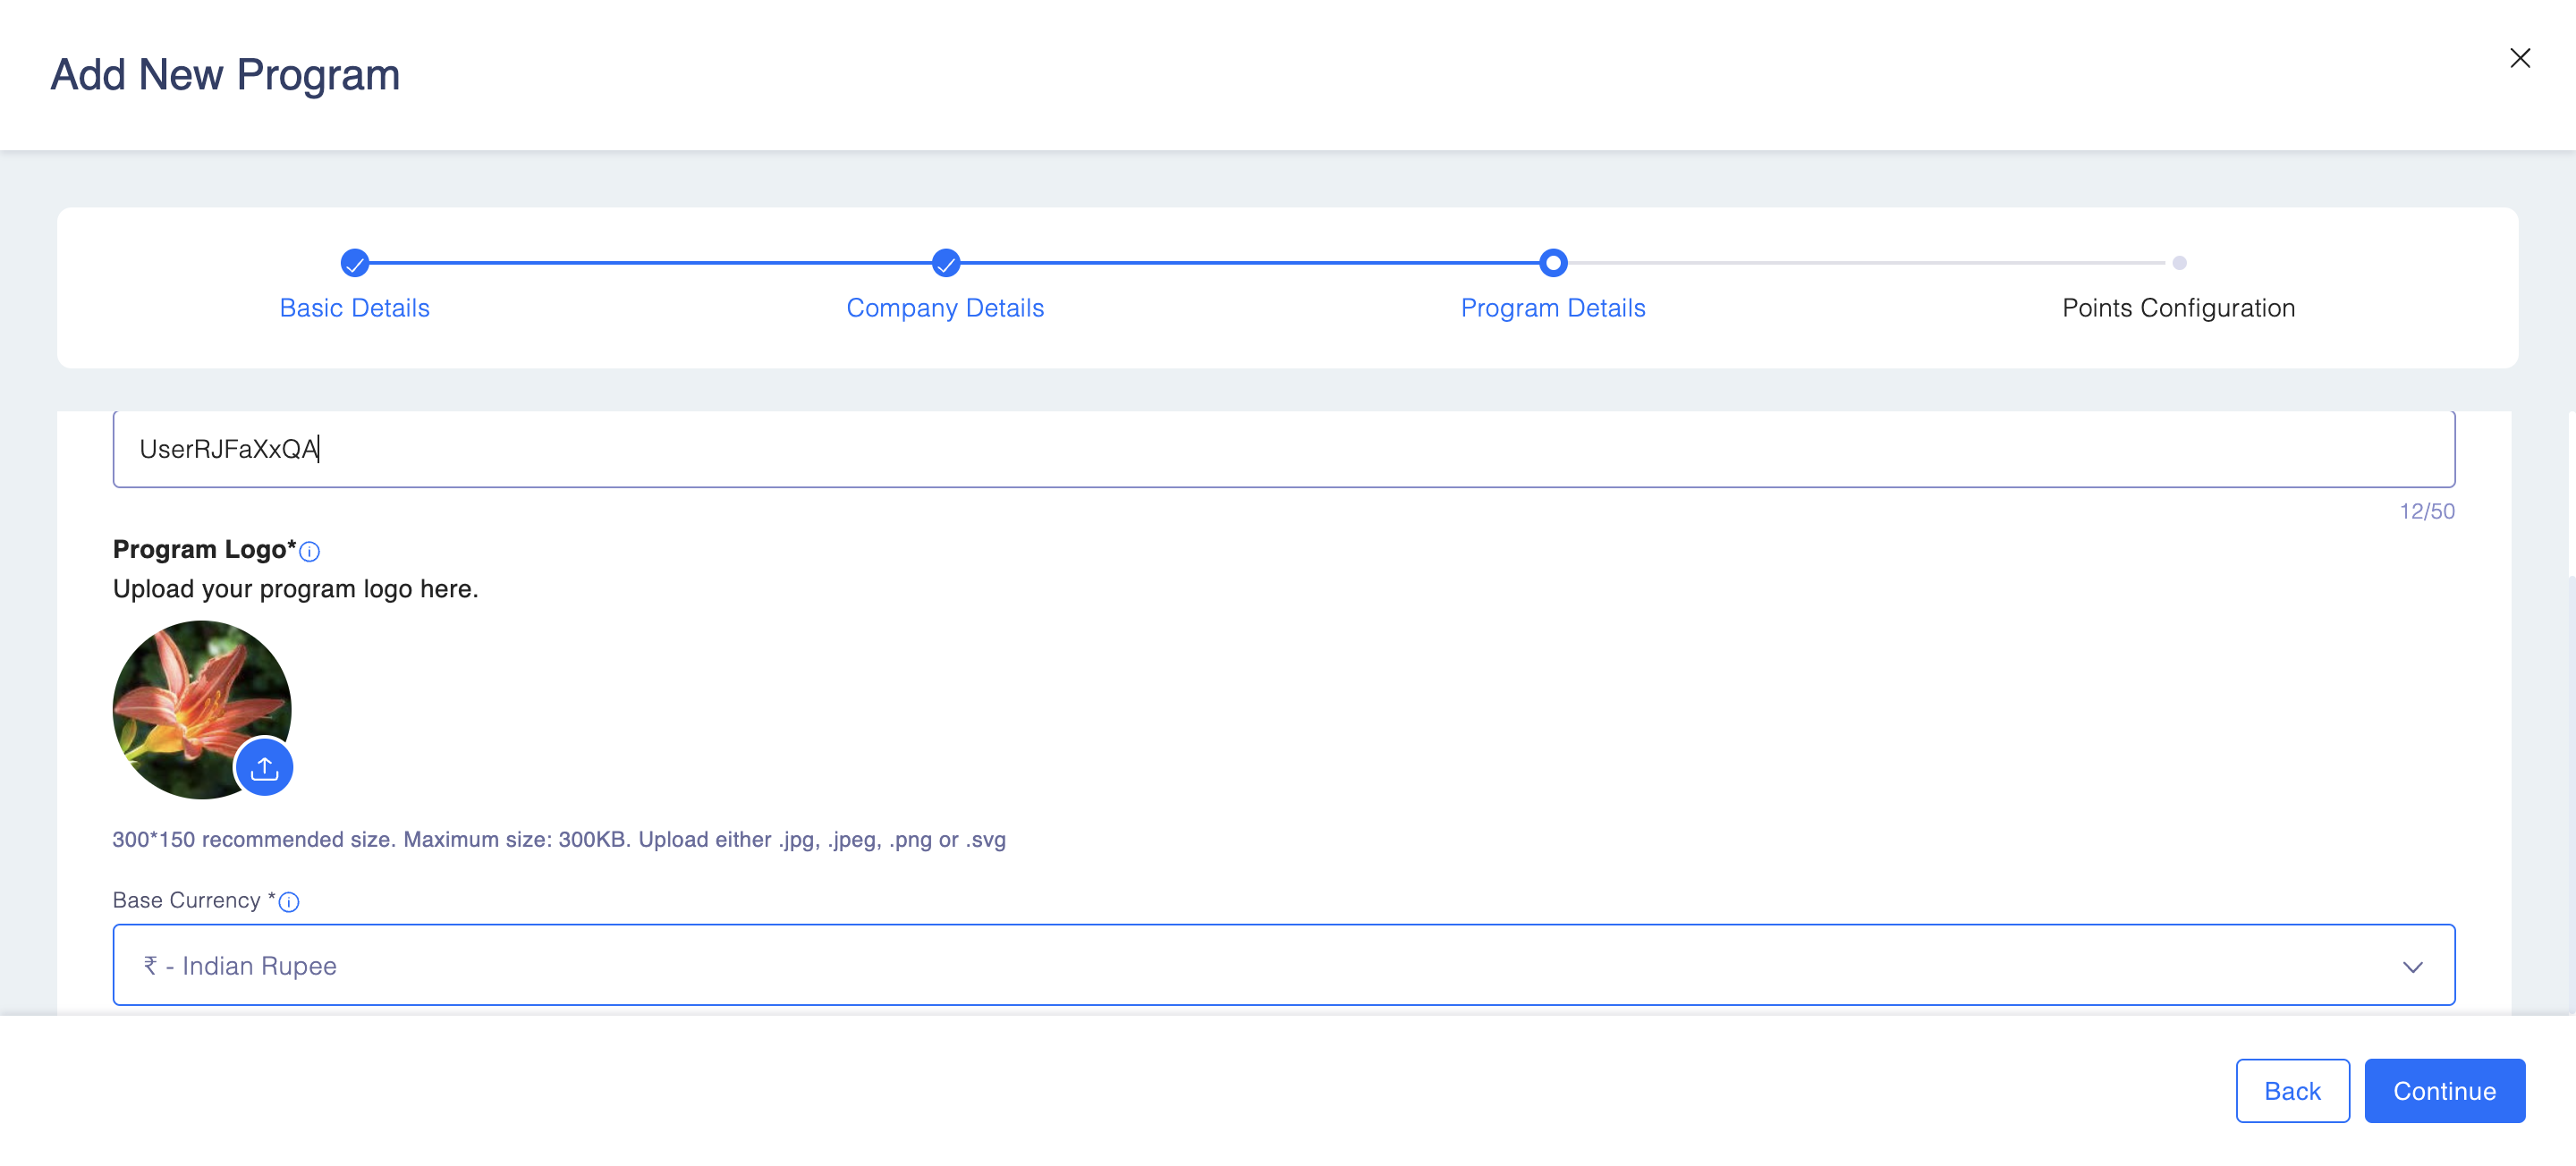 Add New Program
Basic Details
Company Details
Program Details
Points Configuration
UserRJFaXxQA
12/50
Program Logo*
Upload your program logo here.
300*150 recommended size. Maximum size: 300KB. Upload either .jpg, .jpeg, .png or .svg
Base Currency *
₹ - Indian Rupee
Back
Continue